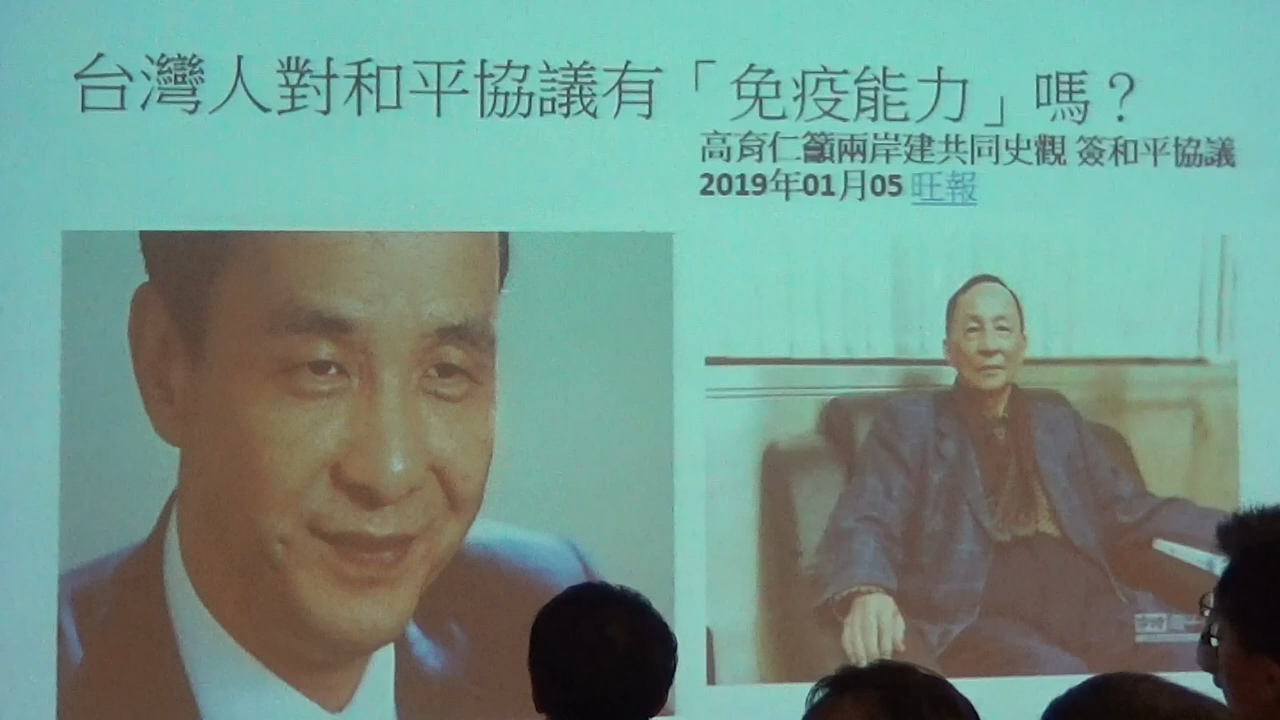 台灣人對和平協議有「免疫能力」嗎？
高育仁籲兩岸建共同史觀 簽和平協議
2019年01月05 旺報